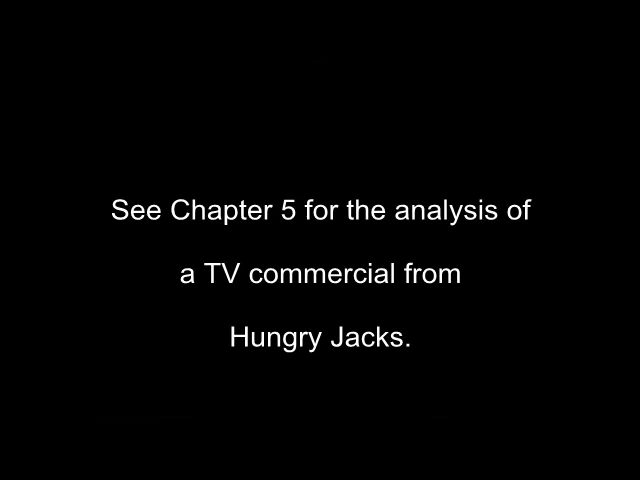 See Chapter 5 for the analysis of
a TV commercial from
Hungry Jacks.